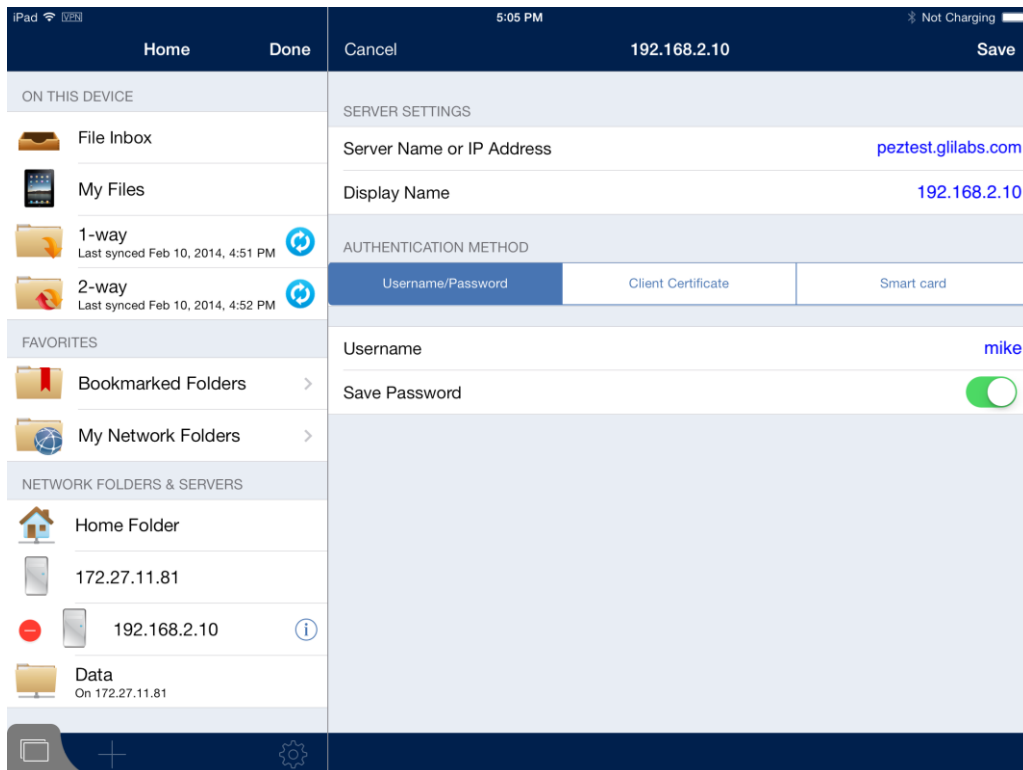 iPad VPN 5:05 PM Not Charging
Home Done
ON THIS DEVICE
File Inbox
My Files
1-way
Last synced Feb 10, 2014, 4:51 PM
2-way
Last synced Feb 10, 2014, 4:52 PM
FAVORITES
Bookmarked Folders
My Network Folders
NETWORK FOLDERS & SERVERS
Home Folder
172.27.11.81
192.168.2.10
Data
On 172.27.11.81
Cancel 192.168.2.10 Save
SERVER SETTINGS
Server Name or IP Address peztest.glilabs.com
Display Name 192.168.2.10
AUTHENTICATION METHOD
Username/Password Client Certificate Smart card
Username mike
Save Password